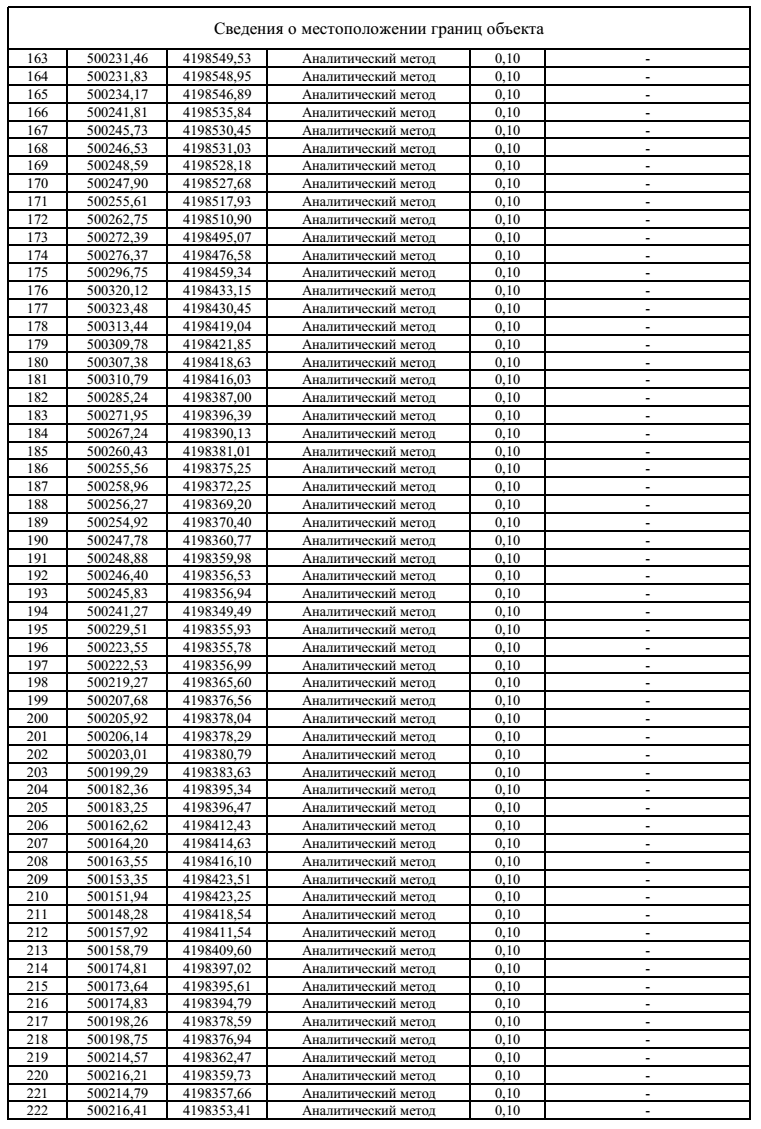 Сведения о местоположении границ объекта
163 500231,46 4198549,53 Аналитический метод 0,10 -
164 500231,83 4198548,95 Аналитический метод 0,10 -
165 500234,17 4198546,89 Аналитический метод 0,10 -
166 500241,81 4198535,84 Аналитический метод 0,10 -
167 500245,73 4198530,45 Аналитический метод 0,10 -
168 500246,53 4198531,03 Аналитический метод 0,10 -
169 500248,59 4198528,18 Аналитический метод 0,10 -
170 500247,90 4198527,68 Аналитический метод 0,10 -
171 500255,61 4198517,93 Аналитический метод 0,10 -
172 500262,75 4198510,90 Аналитический метод 0,10 -
173 500272,39 4198495,07 Аналитический метод 0,10 -
174 500276,37 4198476,58 Аналитический метод 0,10 -
175 500296,75 4198459,34 Аналитический метод 0,10 -
176 500320,12 4198433,15 Аналитический метод 0,10 -
177 500323,48 4198430,45 Аналитический метод 0,10 -
178 500313,44 4198419,04 Аналитический метод 0,10 -
179 500309,78 4198421,85 Аналитический метод 0,10 -
180 500307,38 4198418,63 Аналитический метод 0,10 -
181 500310,79 4198416,03 Аналитический метод 0,10 -
182 500285,24 4198387,00 Аналитический метод 0,10 -
183 500271,95 4198396,39 Аналитический метод 0,10 -
184 500267,24 4198390,13 Аналитический метод 0,10 -
185 500260,43 4198381,01 Аналитический метод 0,10 -
186 500255,56 4198375,25 Аналитический метод 0,10 -
187 500258,96 4198372,25 Аналитический метод 0,10 -
188 500256,27 4198369,20 Аналитический метод 0,10 -
189 500254,92 4198370,40 Аналитический метод 0,10 -
190 500247,78 4198360,77 Аналитический метод 0,10 -
191 500248,88 4198359,98 Аналитический метод 0,10 -
192 500246,40 4198356,53 Аналитический метод 0,10 -
193 500245,83 4198356,94 Аналитический метод 0,10 -
194 500241,27 4198349,49 Аналитический метод 0,10 -
195 500229,51 4198355,93 Аналитический метод 0,10 -
196 500223,55 4198355,78 Аналитический метод 0,10 -
197 500222,53 4198356,99 Аналитический метод 0,10 -
198 500219,27 4198365,60 Аналитический метод 0,10 -
199 500207,68 4198376,56 Аналитический метод 0,10 -
200 500205,92 4198378,04 Аналитический метод 0,10 -
201 500206,14 4198378,29 Аналитический метод 0,10 -
202 500203,01 4198380,79 Аналитический метод 0,10 -
203 500199,29 4198383,63 Аналитический метод 0,10 -
204 500182,36 4198395,34 Аналитический метод 0,10 -
205 500183,25 4198396,47 Аналитический метод 0,10 -
206 500162,62 4198412,43 Аналитический метод 0,10 -
207 500164,20 4198414,63 Аналитический метод 0,10 -
208 500163,55 4198416,10 Аналитический метод 0,10 -
209 500153,35 4198423,51 Аналитический метод 0,10 -
210 500151,94 4198423,25 Аналитический метод 0,10 -
211 500148,28 4198418,54 Аналитический метод 0,10 -
212 500157,92 4198411,54 Аналитический метод 0,10 -
213 500158,79 4198409,60 Аналитический метод 0,10 -
214 500174,81 4198397,02 Аналитический метод 0,10 -
215 500173,64 4198395,61 Аналитический метод 0,10 -
216 500174,83 4198394,79 Аналитический метод 0,10 -
217 500198,26 4198378,59 Аналитический метод 0,10 -
218 500198,75 4198376,94 Аналитический метод 0,10 -
219 500214,57 4198362,47 Аналитический метод 0,10 -
220 500216,21 4198359,73 Аналитический метод 0,10 -
221 500214,79 4198357,66 Аналитический метод 0,10 -
222 500216,41 4198353,41 Аналитический метод 0,10 -